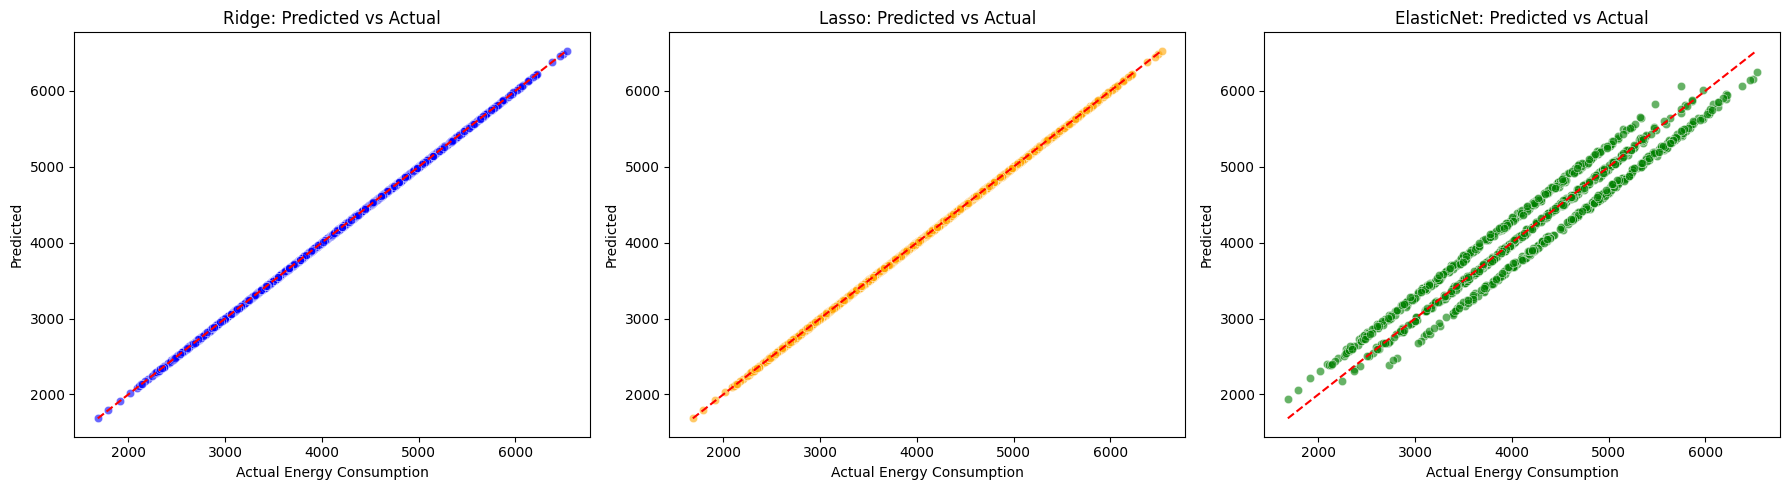 Ridge: Predicted vs Actual
6000
5000
4000
3000
2000
Predicted
2000 3000 4000 5000 6000
Actual Energy Consumption
Lasso: Predicted vs Actual
6000
5000
4000
3000
2000
Predicted
2000 3000 4000 5000 6000
Actual Energy Consumption
ElasticNet: Predicted vs Actual
6000
5000
4000
3000
2000
Predicted
2000 3000 4000 5000 6000
Actual Energy Consumption